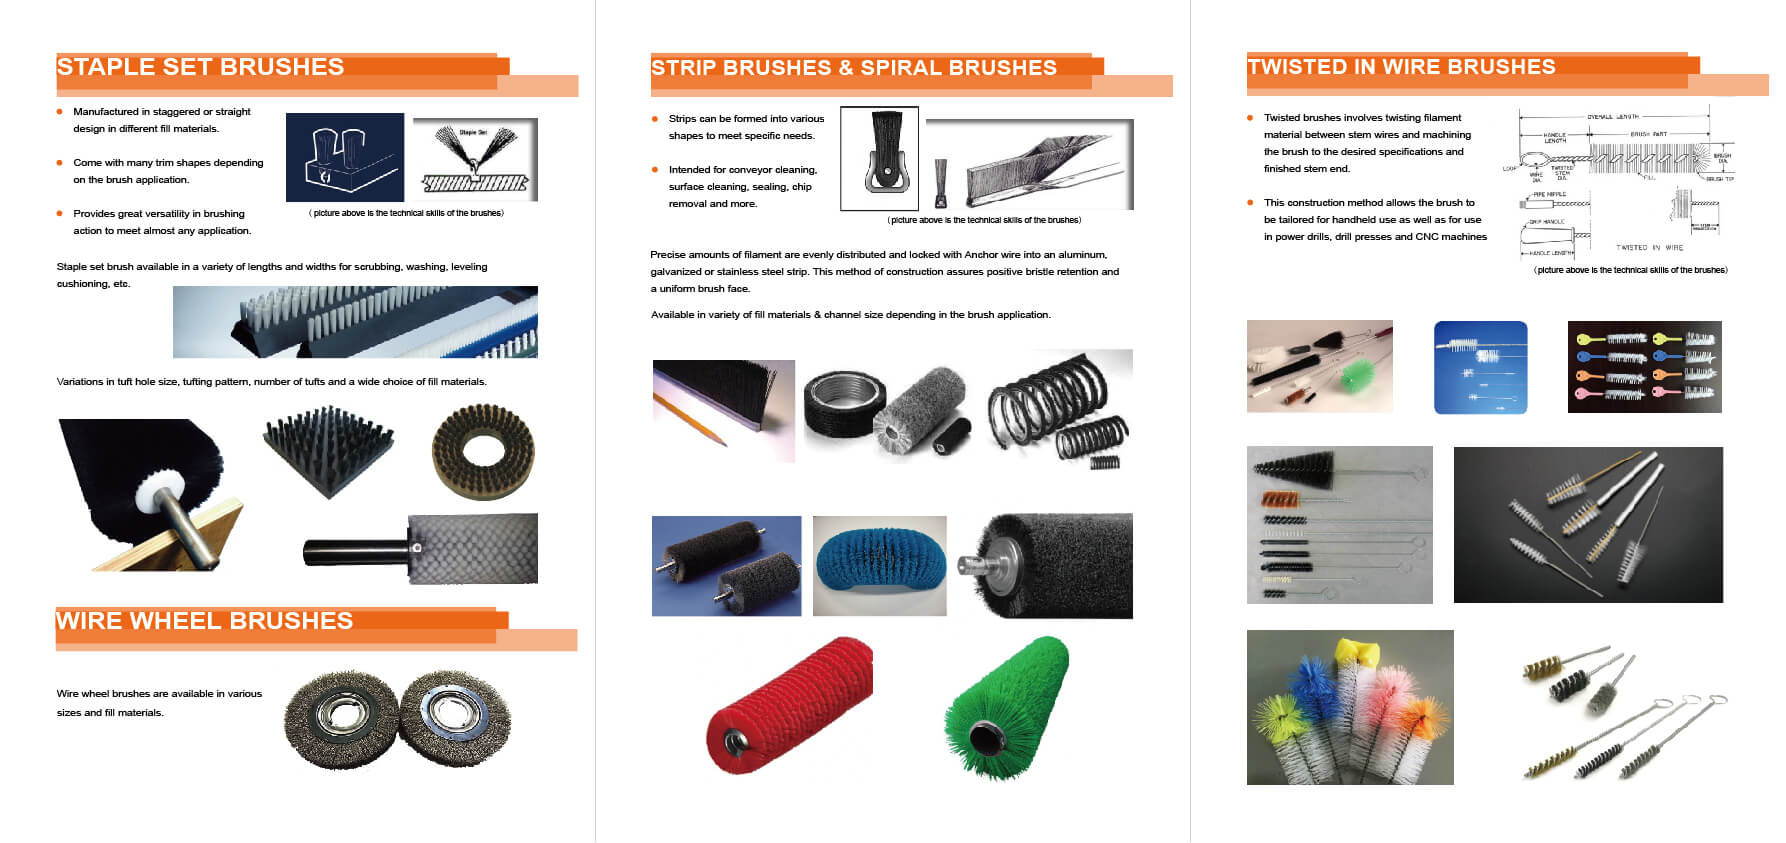 STAPLE SET BRUSHES
Manufactured in staggered or straight
design in different fill materials.
Come with many trim shapes depending
on the brush application.
Provides great versatility in brushing
action to meet almost any application.
Staple Set
( picture above is the technical skills of the brushes)
Staple set brush available in a variety of lengths and widths for scrubbing, washing, leveling
cushioning, etc.
Variations in tuft hole size, tufting pattern, number of tufts and a wide choice of fill materials.
WIRE WHEEL BRUSHES
Wire wheel brushes are available in various
sizes and fill materials.
STRIP BRUSHES & SPIRAL BRUSHES
Strips can be formed into various
shapes to meet specific needs.
Intended for conveyor cleaning,
surface cleaning, sealing, chip
removal and more.
(picture above is the technical skills of the brushes)
Precise amounts of filament are evenly distributed and locked with Anchor wire into an aluminum,
galvanized or stainless steel strip. This method of construction assures positive bristle retention and
a uniform brush face.
Available in variety of fill materials & channel size depending in the brush application.
TWISTED IN WIRE BRUSHES
Twisted brushes involves twisting filament
material between stem wires and machining
the brush to the desired specifications and
finished stem end.
This construction method allows the brush to
be tailored for handheld use as well as for use
in power drills, drill presses and CNC machines
OVERALL LENGTH
HANDLE
LENGTH
BRUSH PART
BRUSH
DIA.
LOOP
WIRE
DIA.
TWISTED
STEM
DIA.
FILL
BRUSH TIP
PIPE NIPPLE
GRIP HANDLE
HANDLE LENGTH
TWISTED IN WIRE
(picture above is the technical skills of the brushes)